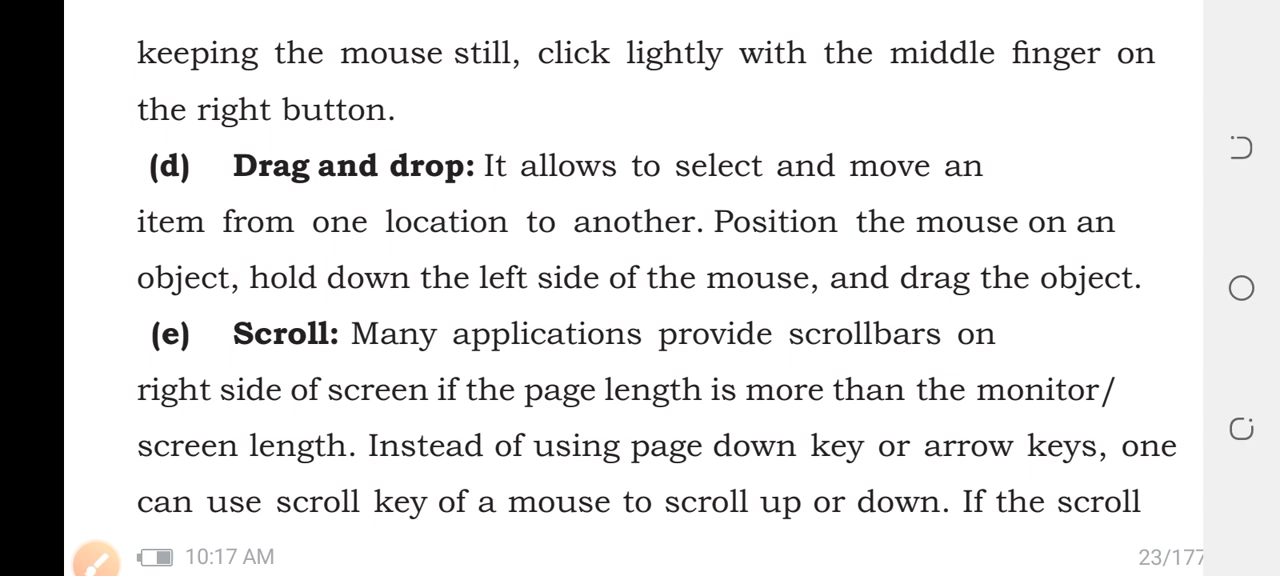 keeping the mouse still, click lightly with the middle finger on
the right button.
(d) Drag and drop: It allows to select and move an
item from one location to another. Position the mouse on an
object, hold down the left side of the mouse, and drag the object.
(e) Scroll: Many applications provide scrollbars on
right side of screen if the page length is more than the monitor/
screen length. Instead of using page down key or arrow keys, one
can use scroll key of a mouse to scroll up or down. If the scroll
10:17 AM 23/177